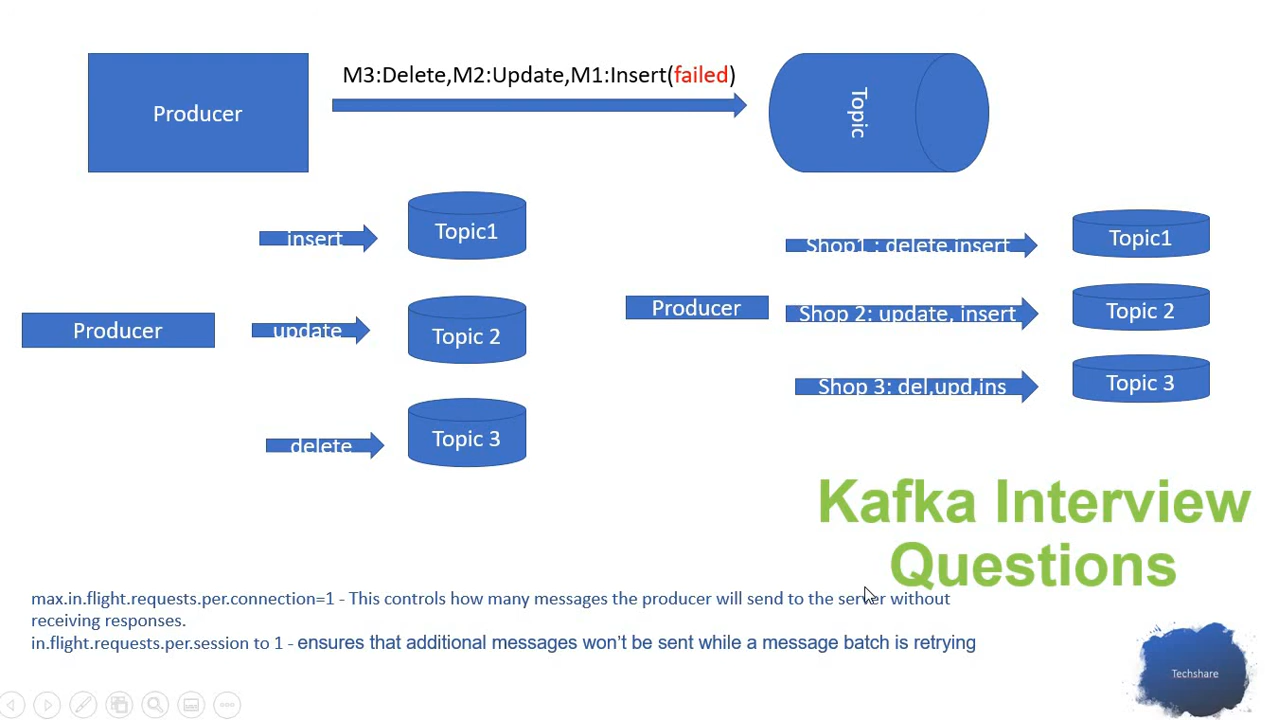 M3:Delete,M2:Update,M1:Insert(failed)
Producer
Topic
insert
Topic1
Producer
update
Topic 2
delete
Topic 3
Shop1 : delete,insert
Topic1
Producer
Shop 2: update, insert
Topic 2
Shop 3: del,upd,ins
Topic 3
Kafka Interview
Questions
max.in.flight.requests.per.connection=1 - This controls how many messages the producer will send to the server without
receiving responses.
in.flight.requests.per.session to 1 - ensures that additional messages won't be sent while a message batch is retrying
Techshare